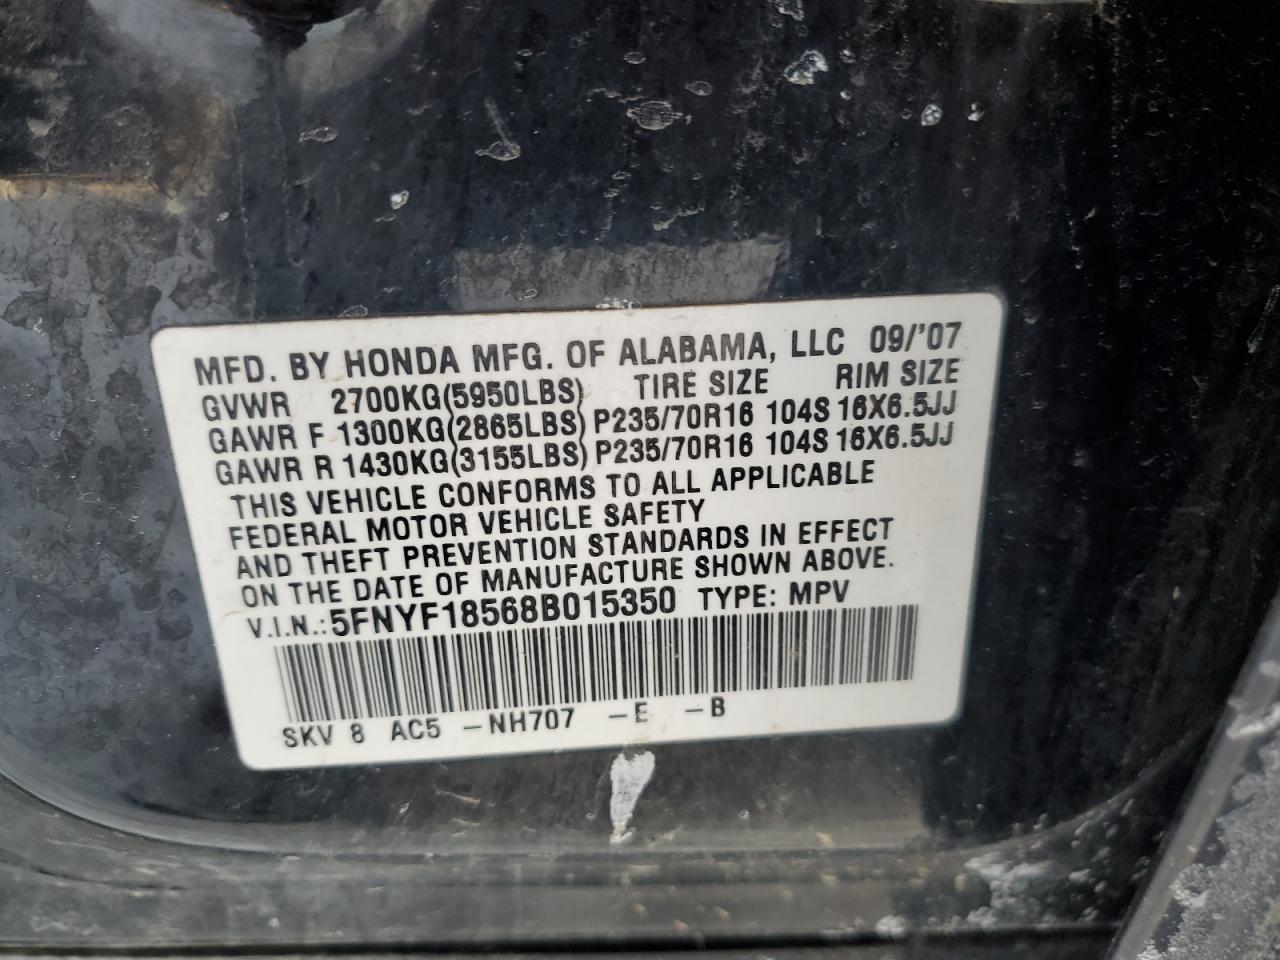 MFD. BY HONDA MFG. OF ALABAMA, LLC 09/'07
GVWR 2700KG(5950LBS) TIRE SIZE RIM SIZE
GAWR F 1300KG(2865LBS) P235/70R16 104S 16X6.5JJ
GAWR R 1430KG(3155LBS) P235/70R16 104S 16X6.5JJ
THIS VEHICLE CONFORMS TO ALL APPLICABLE
FEDERAL MOTOR VEHICLE SAFETY
AND THEFT PREVENTION STANDARDS IN EFFECT
ON THE DATE OF MANUFACTURE SHOWN ABOVE.
V.I.N.: 5FNYF18568B015350 TYPE: MPV
SKV 8 AC5 -NH707 -E -B